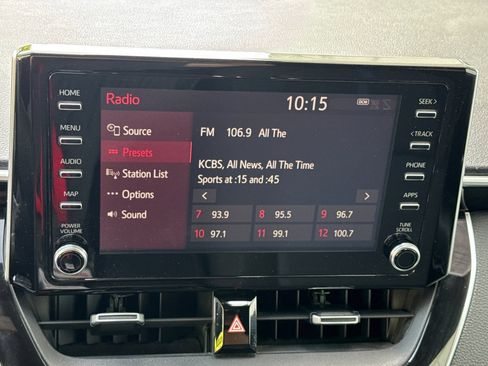 HOME
MENU
AUDIO
MAP
POWER
VOLUME
Radio
10:15
DCM
Source
Presets
Station List
Options
Sound
FM 106.9 All The
KCBS, All News, All The Time
Sports at :15 and :45
< >
7 93.9 8 95.5 9 96.7
10 97.1 11 99.1 12 100.7
SEEK >
< TRACK
PHONE
APPS
TUNE
SCROLL